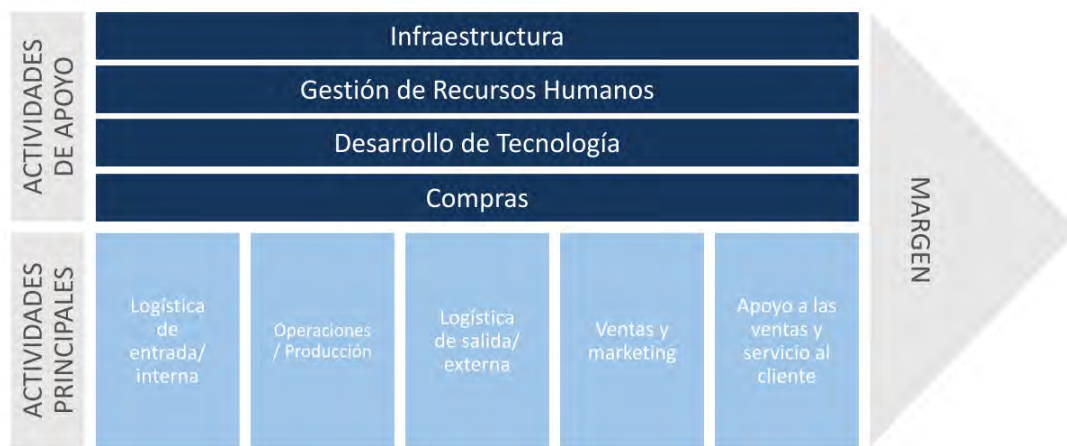 ACTIVIDADES
DE APOYO
Infraestructura
Gestión de Recursos Humanos
Desarrollo de Tecnología
Compras
ACTIVIDADES
PRINCIPALES
Logística
de
entrada/
interna
Operaciones
/ Producción
Logística
de salida/
externa
Ventas y
marketing
Apoyo a las
ventas y
servicio al
cliente
MARGEN